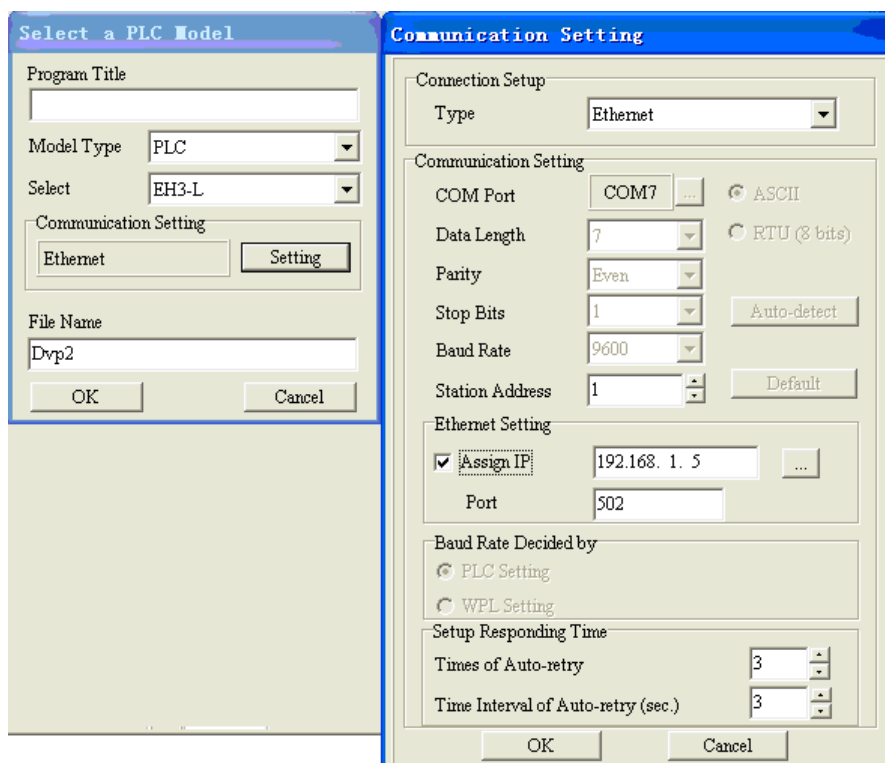 Select a PLC Model
Program Title
Model Type PLC
Select EH3-L
Communication Setting
Ethernet Setting
File Name
Dvp2
OK Cancel
Communication Setting
Connection Setup
Type Ethernet
Communication Setting
COM Port COM7 ... ASCII
Data Length 7 RTU (8 bits)
Parity Even
Stop Bits 1 Auto-detect
Baud Rate 9600
Station Address 1 Default
Ethernet Setting
Assign IP 192.168. 1. 5 ...
Port 502
Baud Rate Decided by
PLC Setting
WPL Setting
Setup Responding Time
Times of Auto-retry 3
Time Interval of Auto-retry (sec.) 3
OK Cancel